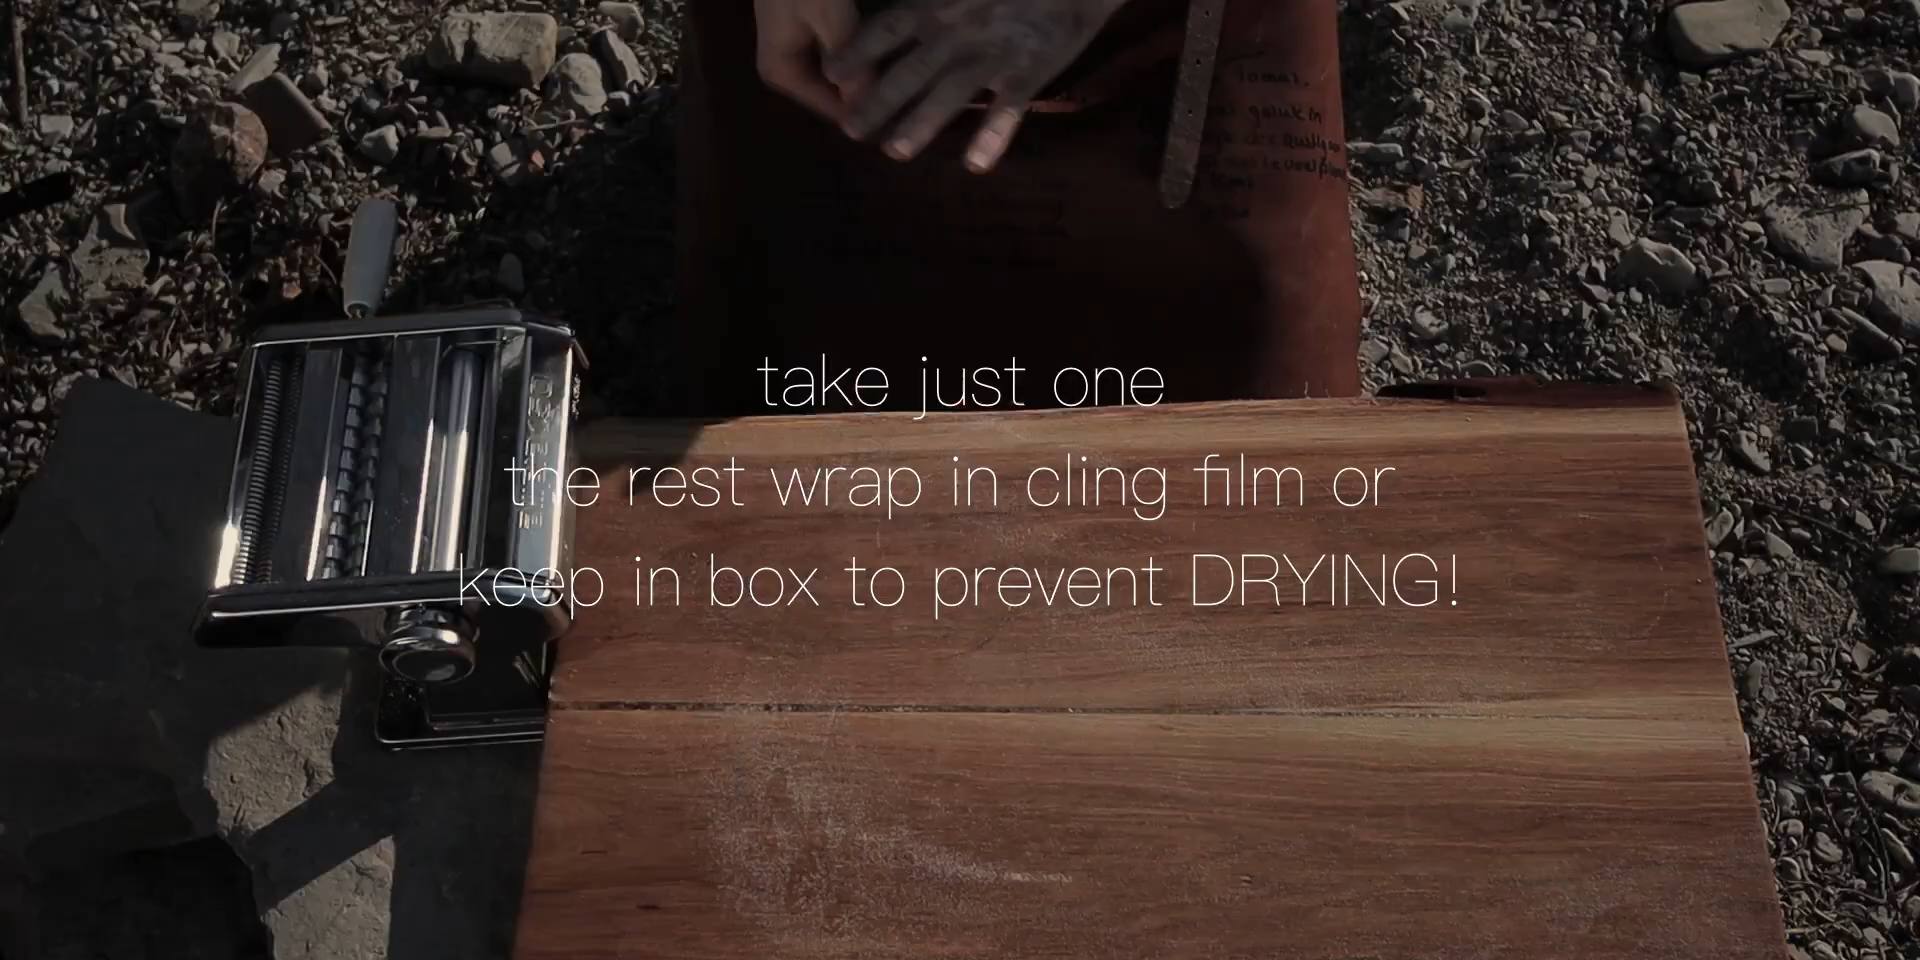 take just one
the rest wrap in cling film or
keep in box to prevent DRYING!